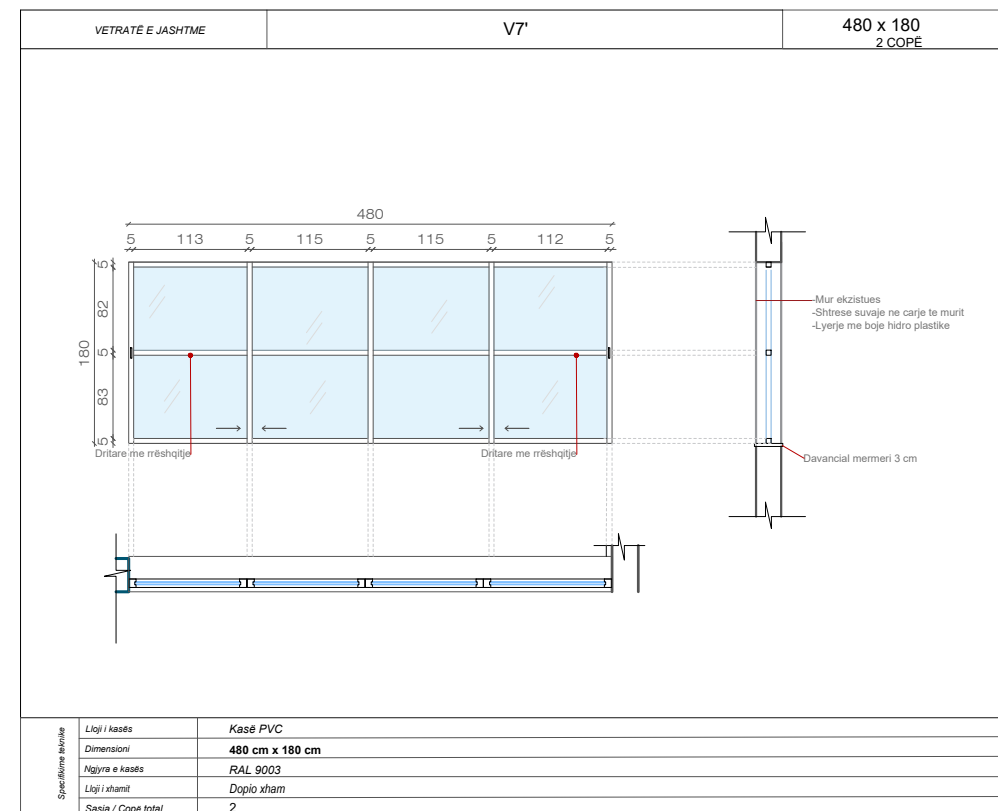 VETRATË E JASHTME
V7'
480 x 180
2 COPË
480
5 113 5 115 5 115 5 112 5
180
5
82
5
83
5
-Mur ekzistues
-Shtrese suvaje ne carje te murit
-Lyerje me boje hidro plastike
Dritare me rrëshqitje
Dritare me rrëshqitje
Davancial mermeri 3 cm
Specifikime teknike
Lloji i kasës Kasë PVC
Dimensioni 480 cm x 180 cm
Ngjyra e kasës RAL 9003
Lloji i xhamit Dopio xham
Sasia / Copë total 2